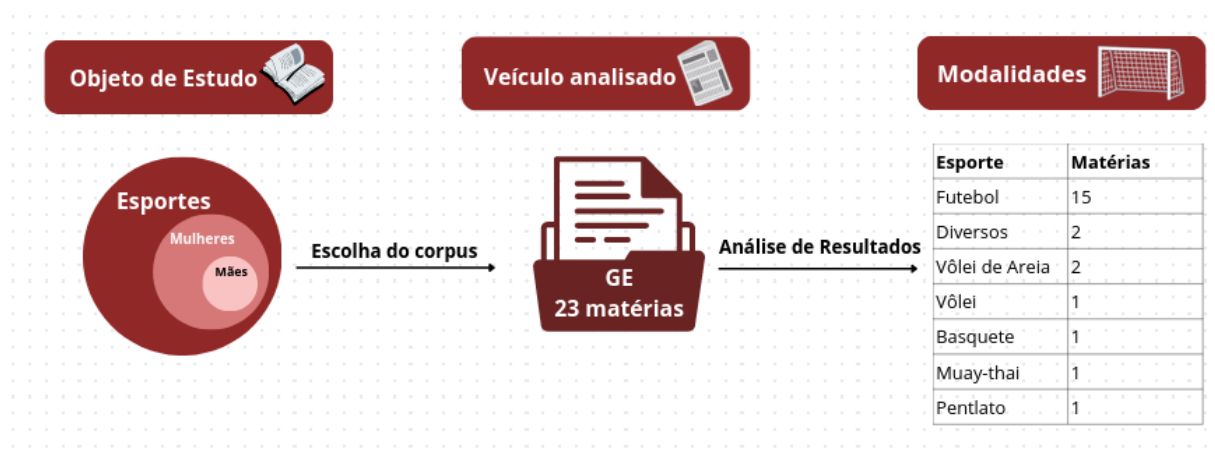 Objeto de Estudo
Veículo analisado
Modalidades
Esportes
Mulheres
Mães
Escolha do corpus
GE
23 matérias
Análise de Resultados
Esporte Matérias
Futebol 15
Diversos 2
Vôlei de Areia 2
Vôlei 1
Basquete 1
Muay-thai 1
Pentlato 1